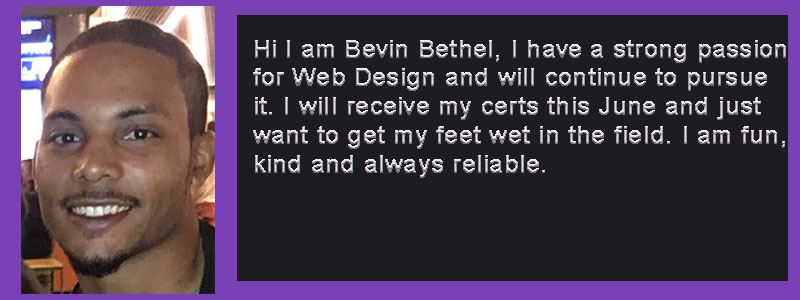 Hi I am Bevin Bethel, I have a strong passion
for Web Design and will continue to pursue
it. I will receive my certs this June and just
want to get my feet wet in the field. I am fun,
kind and always reliable.